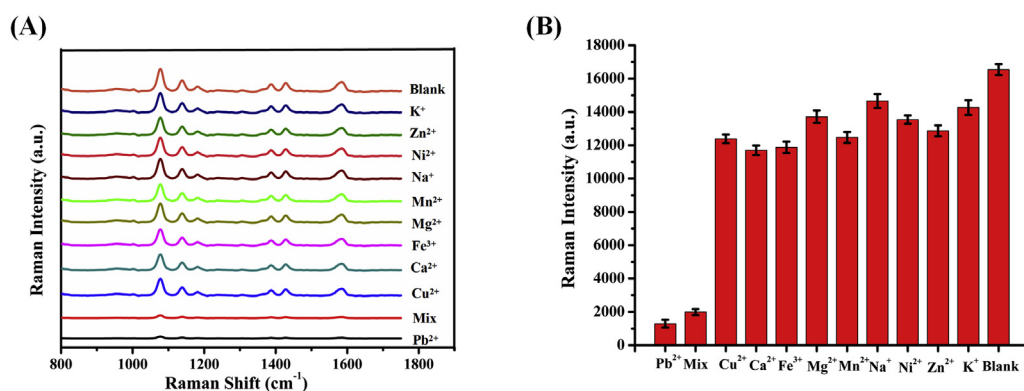 (A)
Raman Intensity (a.u.)
Blank
K⁺
Zn²⁺
Ni²⁺
Na⁺
Mn²⁺
Mg²⁺
Fe³⁺
Ca²⁺
Cu²⁺
Mix
Pb²⁺
800 1000 1200 1400 1600 1800
Raman Shift (cm⁻¹)
(B)
Raman Intensity (a.u.)
18000
16000
14000
12000
10000
8000
6000
4000
2000
0
Pb²⁺ Mix Cu²⁺ Ca²⁺ Fe³⁺ Mg²⁺ Mn²⁺ Na⁺ Ni²⁺ Zn²⁺ K⁺ Blank